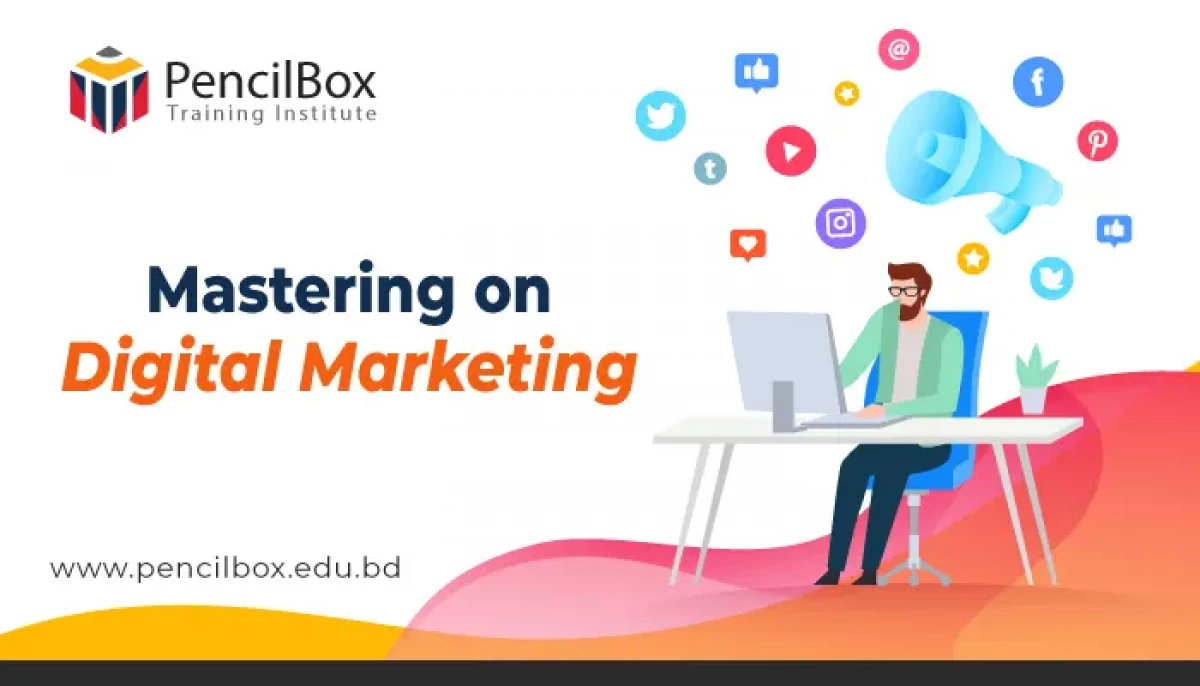 PencilBox
Training Institute
Mastering on
Digital Marketing
www.pencilbox.edu.bd